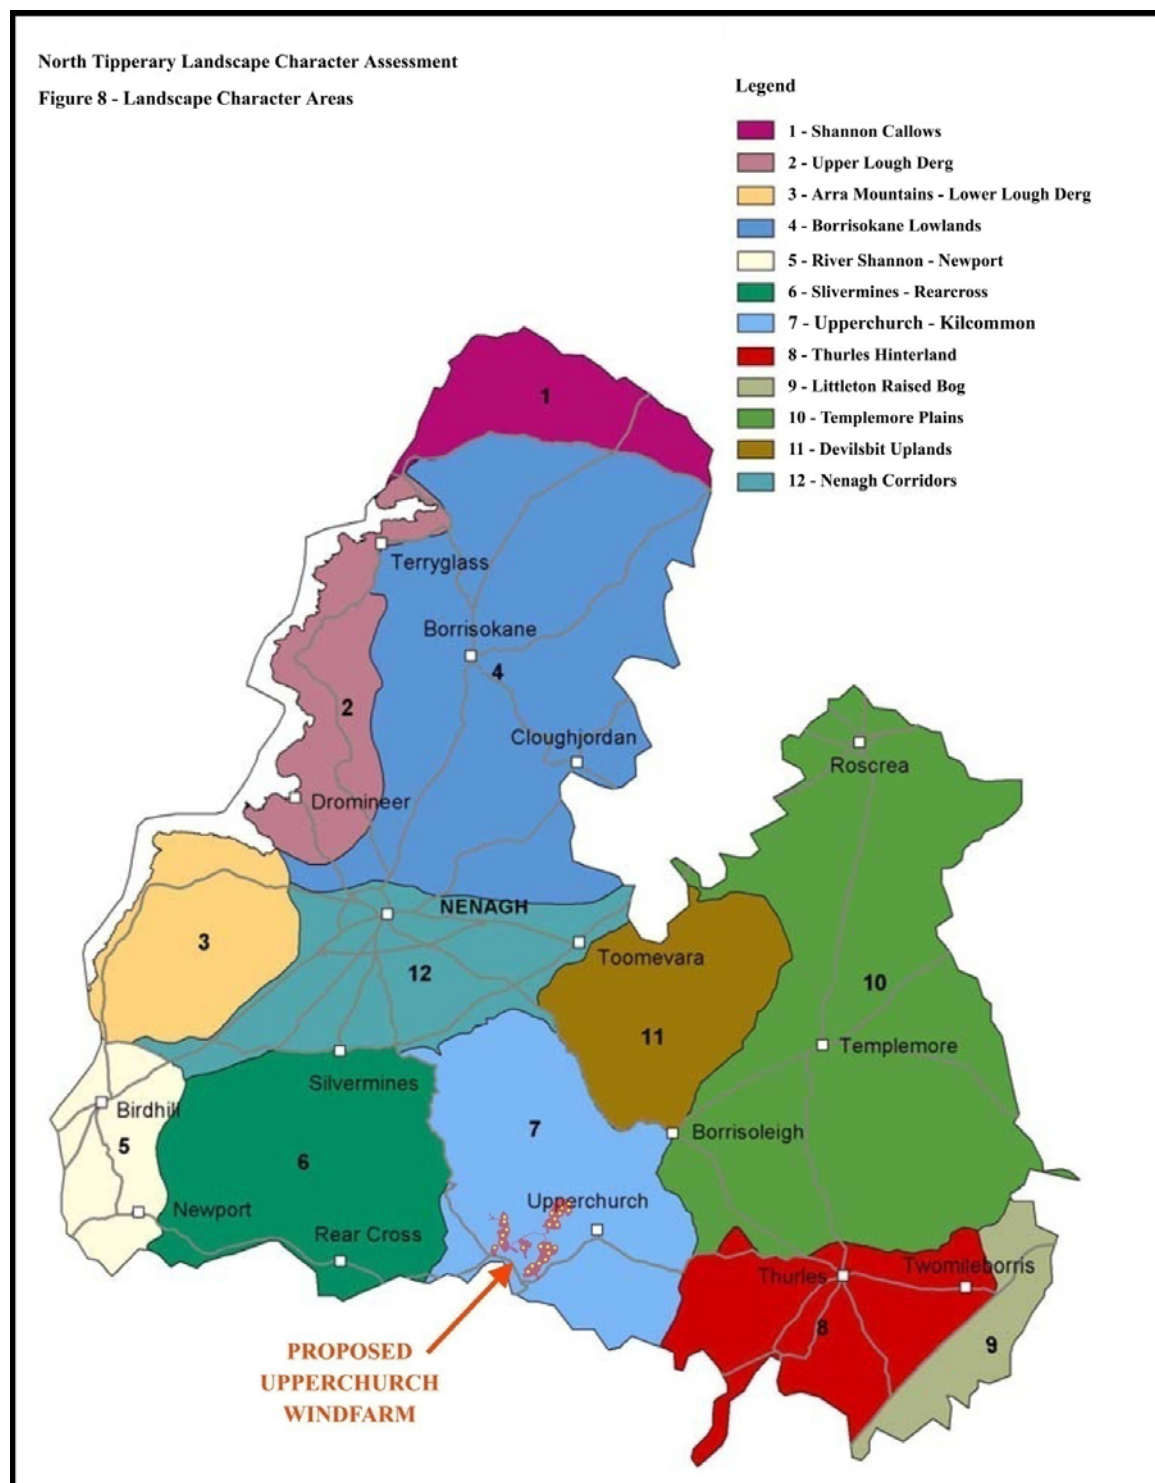 North Tipperary Landscape Character Assessment
Figure 8 - Landscape Character Areas
Legend
1 - Shannon Callows
2 - Upper Lough Derg
3 - Arra Mountains - Lower Lough Derg
4 - Borrisokane Lowlands
5 - River Shannon - Newport
6 - Slivermines - Rearcross
7 - Upperchurch - Kilcommon
8 - Thurles Hinterland
9 - Littleton Raised Bog
10 - Templemore Plains
11 - Devilsbit Uplands
12 - Nenagh Corridors
1
Terryglass
Borrisokane
4
2
Cloughjordan
Roscrea
Dromineer
NENAGH
3
Toomevara
12
10
11
Templemore
Silvermines
Birdhill
7
Borrisoleigh
5
6
Upperchurch
Newport
Rear Cross
Twomileborris
Thurles
8
9
PROPOSED
UPPERCHURCH
WINDFARM